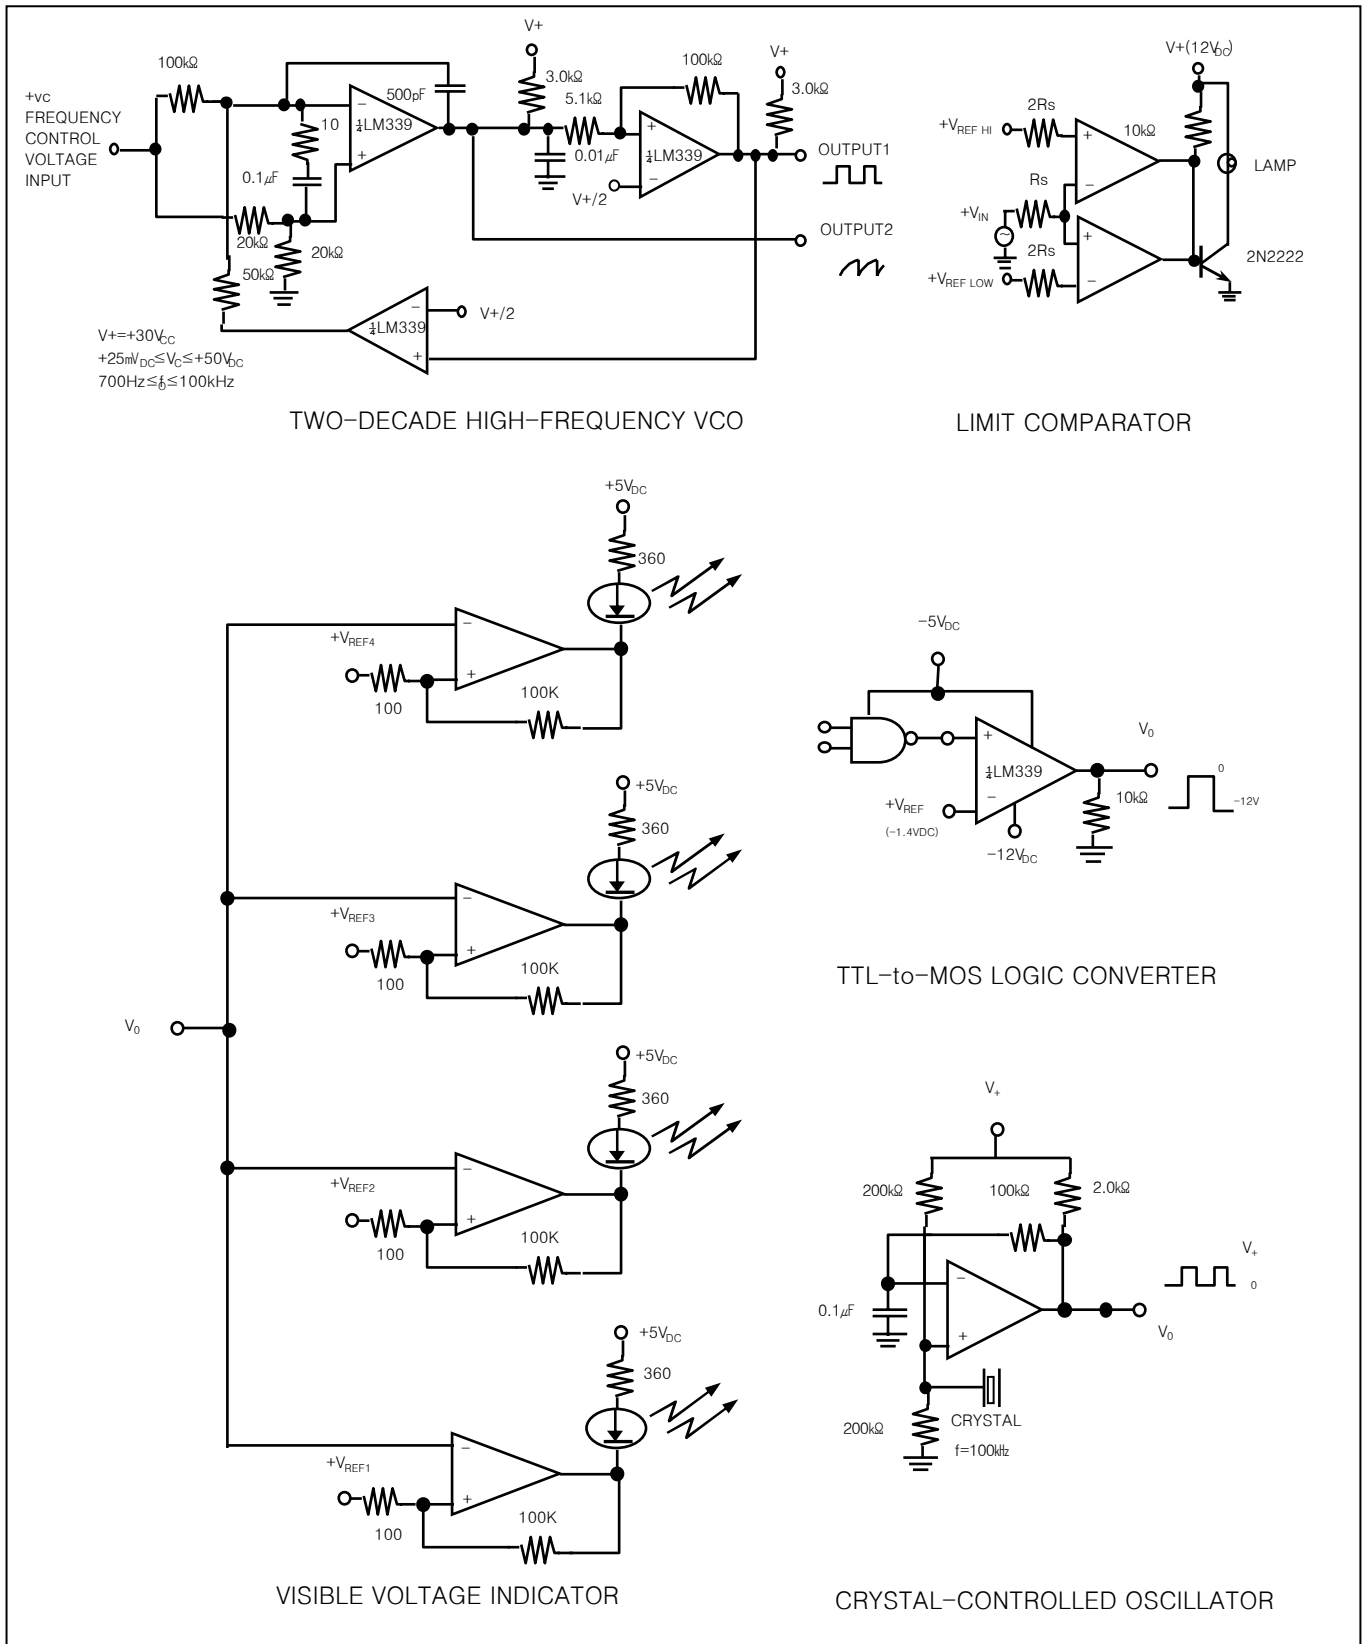 V+
100kΩ
+vc
FREQUENCY
CONTROL
VOLTAGE
INPUT
10
0.1㎌
20kΩ
20kΩ
50kΩ
500pF
−
¼LM339
+
3.0kΩ
5.1kΩ
0.01㎌
V+/2
100kΩ
+
¼LM339
−
V+
3.0kΩ
OUTPUT1
OUTPUT2
−
¼LM339
+
V+/2
V+=+30VCC
+25㎷DC≤VC≤+50VDC
700Hz≤fO≤100kHz
TWO−DECADE HIGH−FREQUENCY VCO
V+(12VDC)
2Rs
+VREF HI
10kΩ
+
−
LAMP
Rs
+VIN
2Rs
+VREF LOW
+
−
2N2222
LIMIT COMPARATOR
+5VDC
360
+VREF4
−
+
100
100K
+5VDC
360
+VREF3
−
+
100
100K
V0
+5VDC
360
+VREF2
−
+
100
100K
+5VDC
360
+VREF1
−
+
100
100K
VISIBLE VOLTAGE INDICATOR
−5VDC
+
¼LM339
−
+VREF
(−1.4VDC)
−12VDC
10kΩ
V0
0
−12V
TTL−to−MOS LOGIC CONVERTER
V+
200kΩ
100kΩ
2.0kΩ
−
+
0.1㎌
V+
0
V0
200kΩ
CRYSTAL
f=100㎑
CRYSTAL−CONTROLLED OSCILLATOR